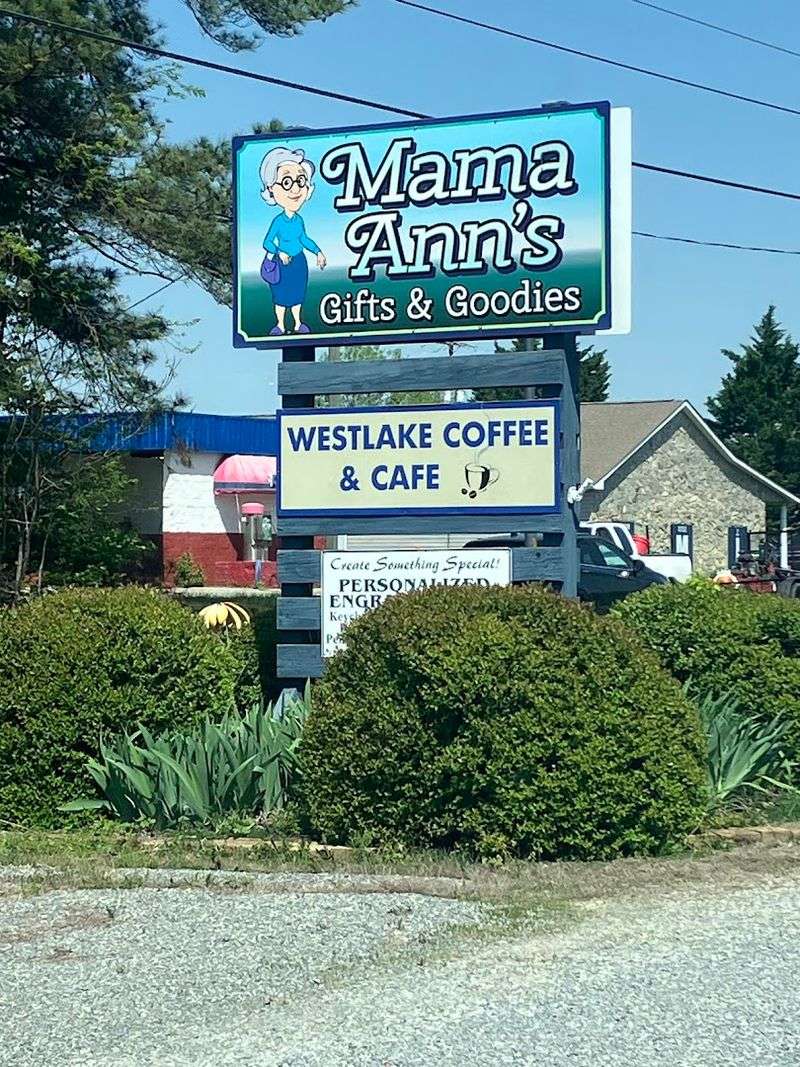 Mama
Ann's
Gifts & Goodies
WESTLAKE COFFEE
& CAFE
Create Something Special!
PERSONALIZED